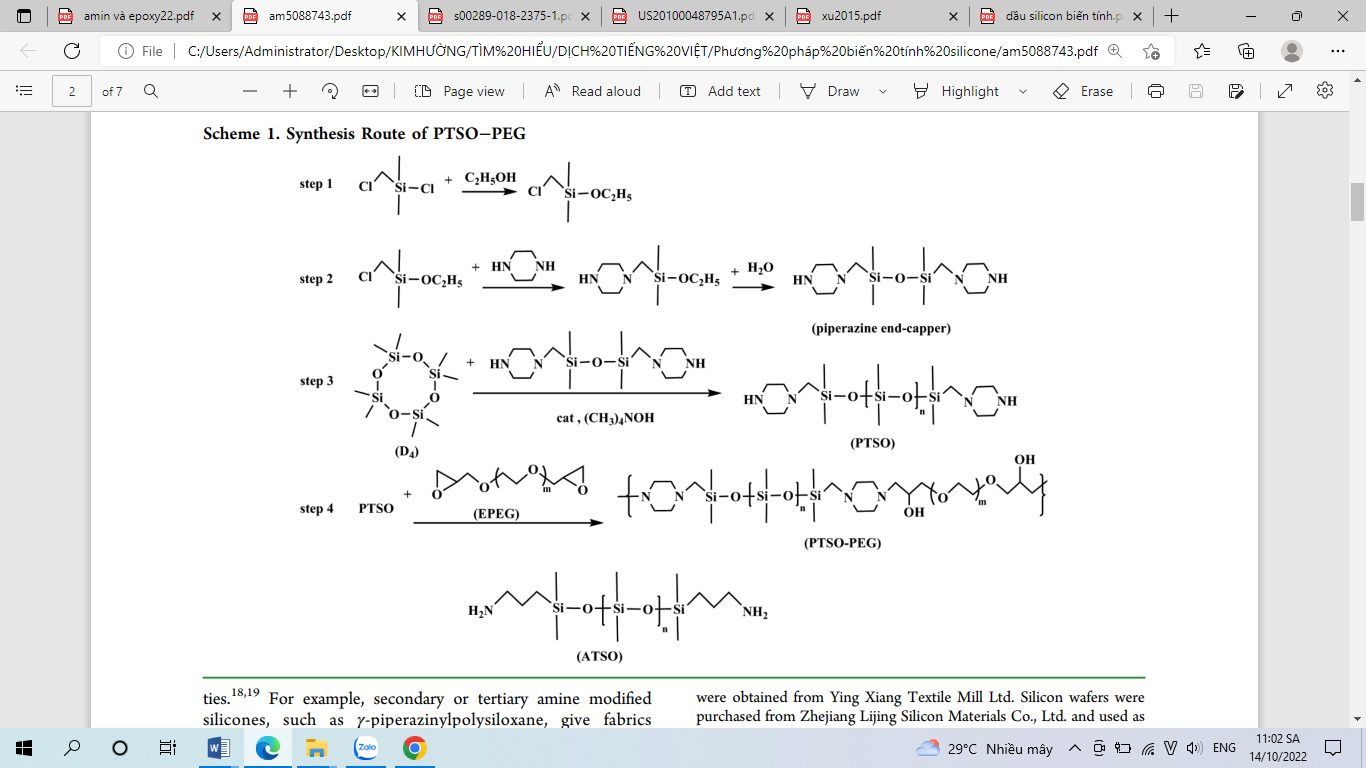 amin và epoxy22.pdf
am5088743.pdf
s00289-018-2375-1.p
US20100048795A1.pd
xu2015.pdf
dầu silicon biến tính.p
File C:/Users/Administrator/Desktop/KIMHƯỜNG/TÌM%20HIỂU/DỊCH%20TIẾNG%20VIỆT/Phương%20pháp%20biến%20tính%20silicone/am5088743.pdf
2 of 7 Page view Read aloud Add text Draw Highlight Erase
Scheme 1. Synthesis Route of PTSO−PEG
step 1 Cl Si−Cl + C2H5OH Cl Si−OC2H5
step 2 Cl Si−OC2H5 + HN NH HN N Si−OC2H5 + H2O HN N Si−O−Si N NH
(piperazine end-capper)
step 3 Si−O O Si Si O O−Si + HN N Si−O−Si N NH HN N Si−O Si−O n Si N NH
cat , (CH3)4NOH
(D4)
(PTSO)
step 4 PTSO + O O O m O N N Si−O Si−O n Si N N OH O m O OH
(EPEG)
(PTSO-PEG)
H2N Si−O Si−O n Si NH2
(ATSO)
ties.18,19 For example, secondary or tertiary amine modified
silicones, such as γ-piperazinylpolysiloxane, give fabrics
were obtained from Ying Xiang Textile Mill Ltd. Silicon wafers were
purchased from Zhejiang Lijing Silicon Materials Co., Ltd. and used as
Zalo
29°C Nhiều mây
ENG
11:02 SA
14/10/2022